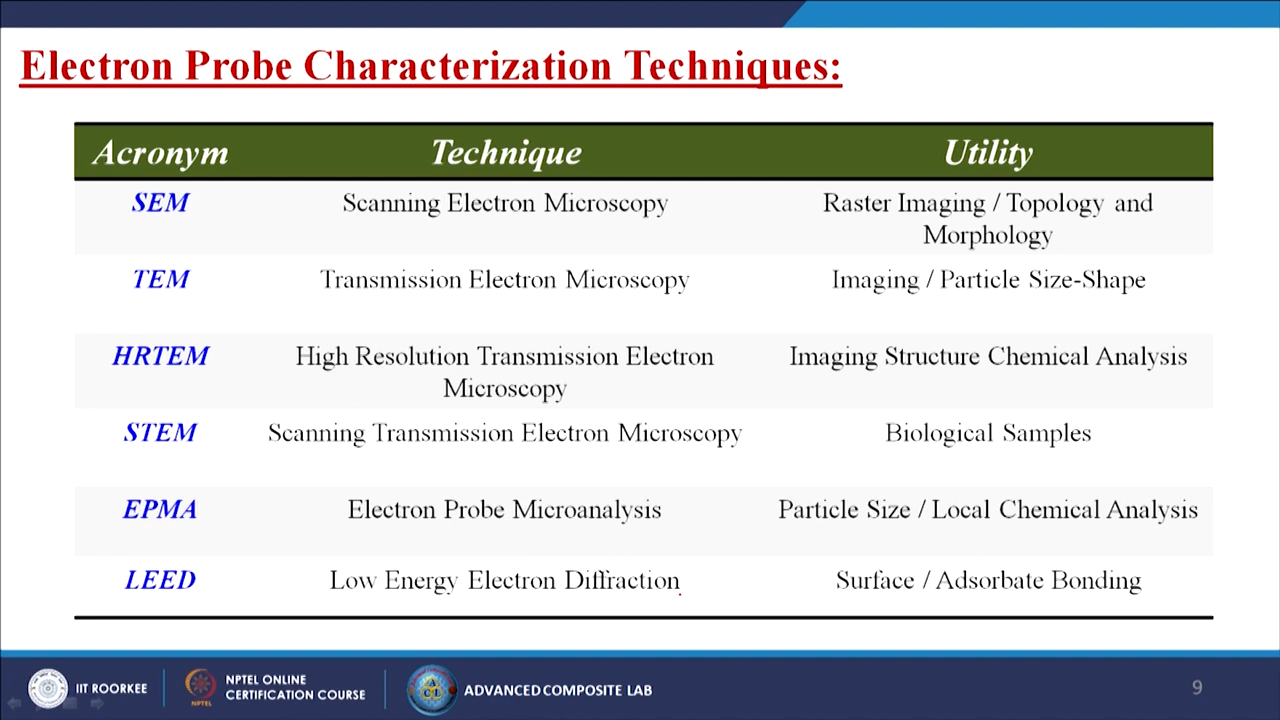 Electron Probe Characterization Techniques:
Acronym Technique Utility
SEM Scanning Electron Microscopy Raster Imaging / Topology and
Morphology
TEM Transmission Electron Microscopy Imaging / Particle Size-Shape
HRTEM High Resolution Transmission Electron Imaging Structure Chemical Analysis
Microscopy
STEM Scanning Transmission Electron Microscopy Biological Samples
EPMA Electron Probe Microanalysis Particle Size / Local Chemical Analysis
LEED Low Energy Electron Diffraction Surface / Adsorbate Bonding
IIT ROORKEE
NPTEL
NPTEL ONLINE
CERTIFICATION COURSE
ACL
ADVANCED COMPOSITE LAB
9